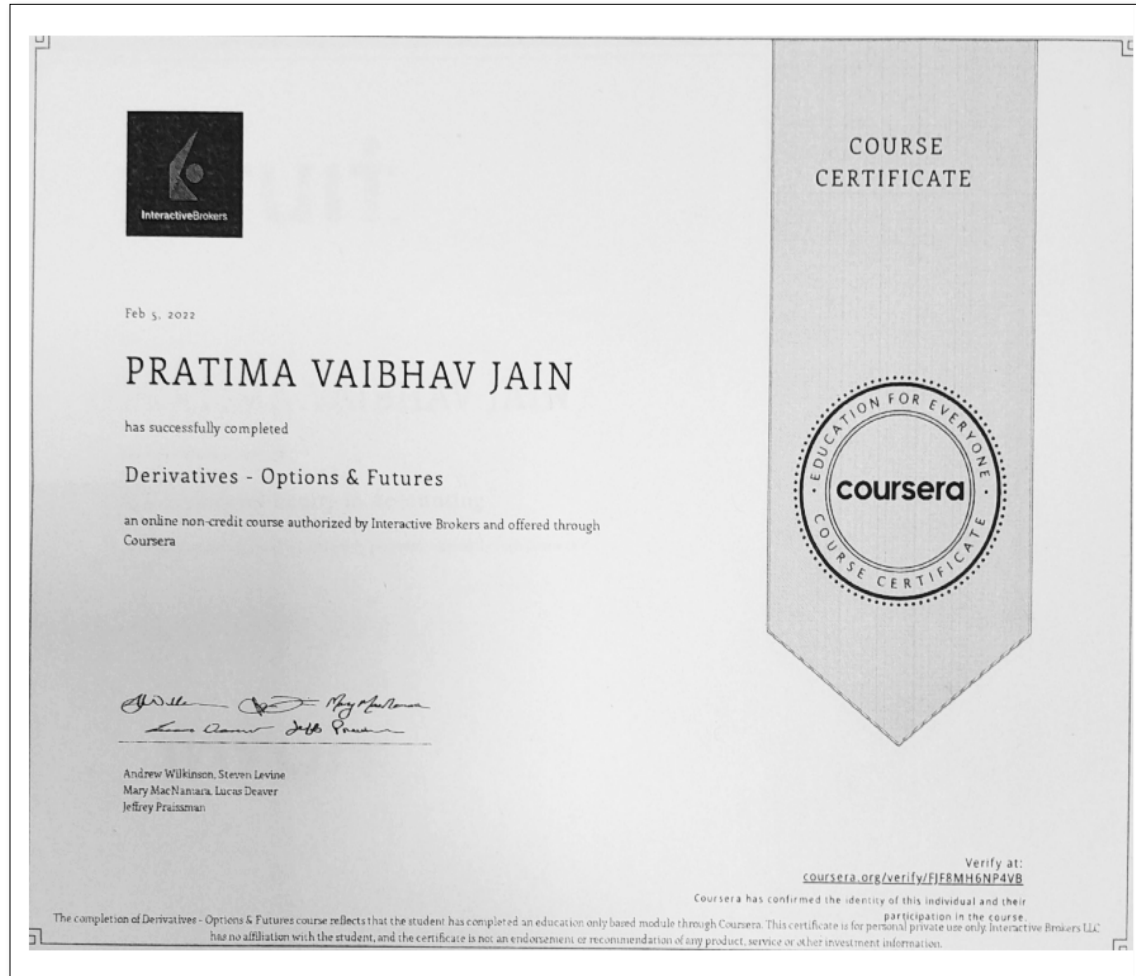 InteractiveBrokers
COURSE
CERTIFICATE
Feb 5, 2022
PRATIMA VAIBHAV JAIN
has successfully completed
Derivatives - Options & Futures
an online non-credit course authorized by Interactive Brokers and offered through
Coursera
EDUCATION FOR EVERYONE
coursera
COURSE CERTIFICATE
Andrew Wilkinson, Steven Levine
Mary MacNamara, Lucas Deaver
Jeffrey Praissman
Verify at:
coursera.org/verify/FJF8MH6NP4VB
Coursera has confirmed the identity of this individual and their
participation in the course.
The completion of Derivatives - Options & Futures course reflects that the student has completed an education only based module through Coursera. This certificate is for personal private use only. Interactive Brokers LLC
has no affiliation with the student, and the certificate is not an endorsement or recommendation of any product, service or other investment information.